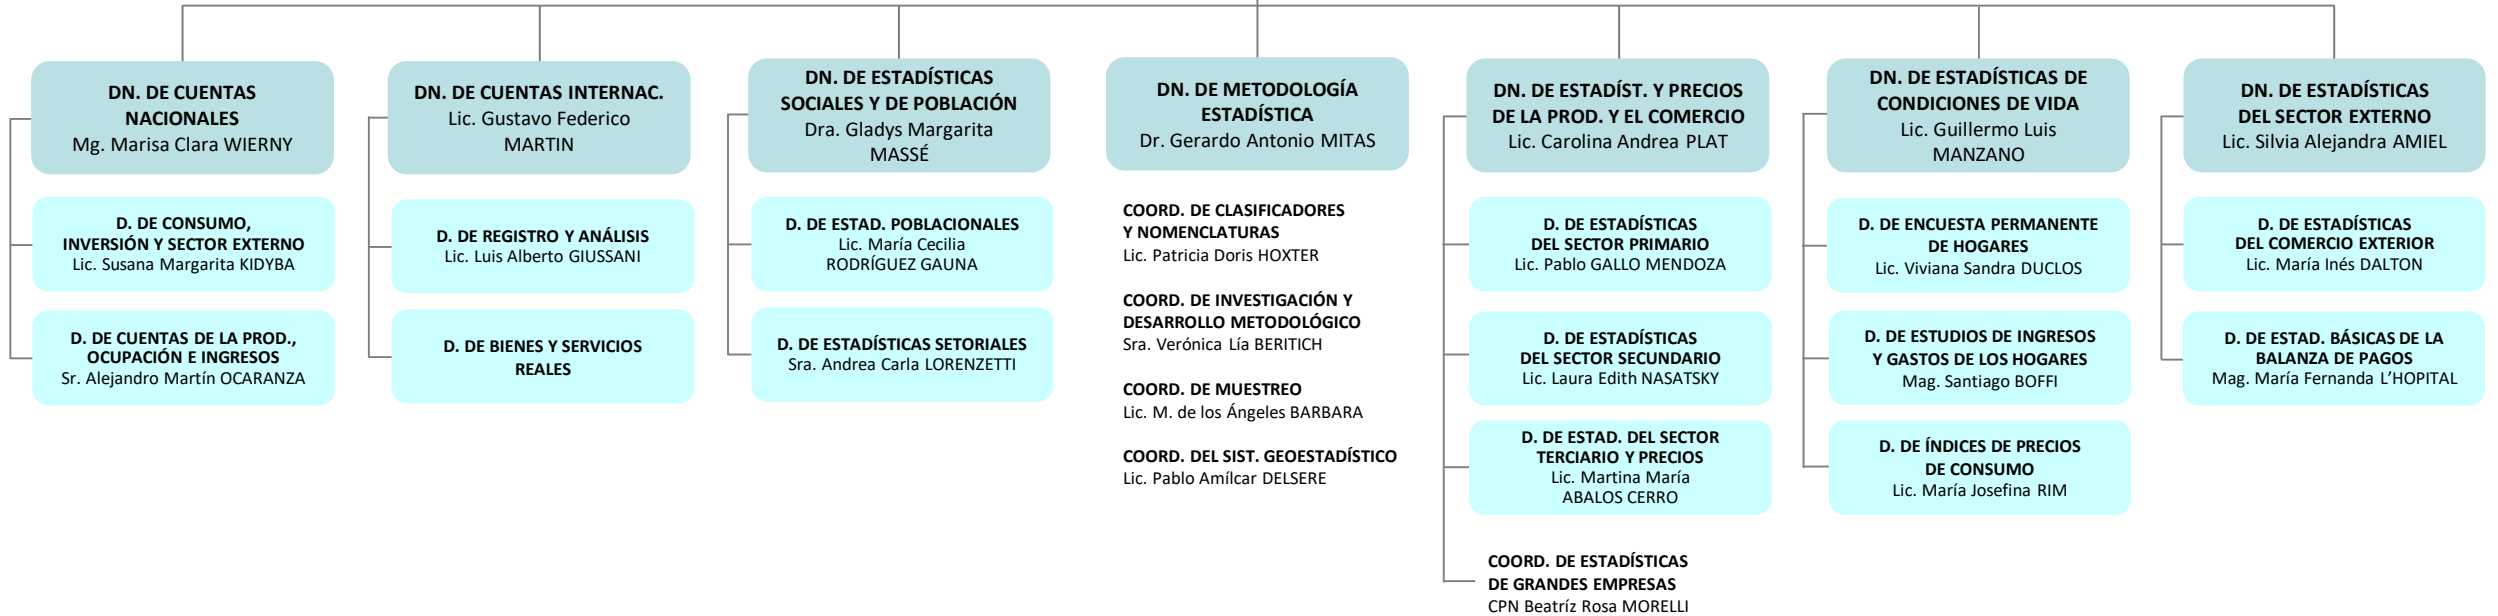 DN. DE CUENTAS
NACIONALES
Mg. Marisa Clara WIERNY
D. DE CONSUMO,
INVERSIÓN Y SECTOR EXTERNO
Lic. Susana Margarita KIDYBA
D. DE CUENTAS DE LA PROD.,
OCUPACIÓN E INGRESOS
Sr. Alejandro Martín OCARANZA
DN. DE CUENTAS INTERNAC.
Lic. Gustavo Federico
MARTIN
D. DE REGISTRO Y ANÁLISIS
Lic. Luis Alberto GIUSSANI
D. DE BIENES Y SERVICIOS
REALES
DN. DE ESTADÍSTICAS
SOCIALES Y DE POBLACIÓN
Dra. Gladys Margarita
MASSÉ
D. DE ESTAD. POBLACIONALES
Lic. María Cecilia
RODRÍGUEZ GAUNA
D. DE ESTADÍSTICAS SETORIALES
Sra. Andrea Carla LORENZETTI
DN. DE METODOLOGÍA
ESTADÍSTICA
Dr. Gerardo Antonio MITAS
COORD. DE CLASIFICADORES
Y NOMENCLATURAS
Lic. Patricia Doris HOXTER
COORD. DE INVESTIGACIÓN Y
DESARROLLO METODOLÓGICO
Sra. Verónica Lía BERITICH
COORD. DE MUESTREO
Lic. M. de los Ángeles BARBARA
COORD. DEL SIST. GEOESTADÍSTICO
Lic. Pablo Amílcar DELSERE
DN. DE ESTADÍST. Y PRECIOS
DE LA PROD. Y EL COMERCIO
Lic. Carolina Andrea PLAT
D. DE ESTADÍSTICAS
DEL SECTOR PRIMARIO
Lic. Pablo GALLO MENDOZA
D. DE ESTADÍSTICAS
DEL SECTOR SECUNDARIO
Lic. Laura Edith NASATSKY
D. DE ESTAD. DEL SECTOR
TERCIARIO Y PRECIOS
Lic. Martina María
ABALOS CERRO
COORD. DE ESTADÍSTICAS
DE GRANDES EMPRESAS
CPN Beatríz Rosa MORELLI
DN. DE ESTADÍSTICAS DE
CONDICIONES DE VIDA
Lic. Guillermo Luis
MANZANO
D. DE ENCUESTA PERMANENTE
DE HOGARES
Lic. Viviana Sandra DUCLOS
D. DE ESTUDIOS DE INGRESOS
Y GASTOS DE LOS HOGARES
Mag. Santiago BOFFI
D. DE ÍNDICES DE PRECIOS
DE CONSUMO
Lic. María Josefina RIM
DN. DE ESTADÍSTICAS
DEL SECTOR EXTERNO
Lic. Silvia Alejandra AMIEL
D. DE ESTADÍSTICAS
DEL COMERCIO EXTERIOR
Lic. María Inés DALTON
D. DE ESTAD. BÁSICAS DE LA
BALANZA DE PAGOS
Mag. María Fernanda L'HOPITAL